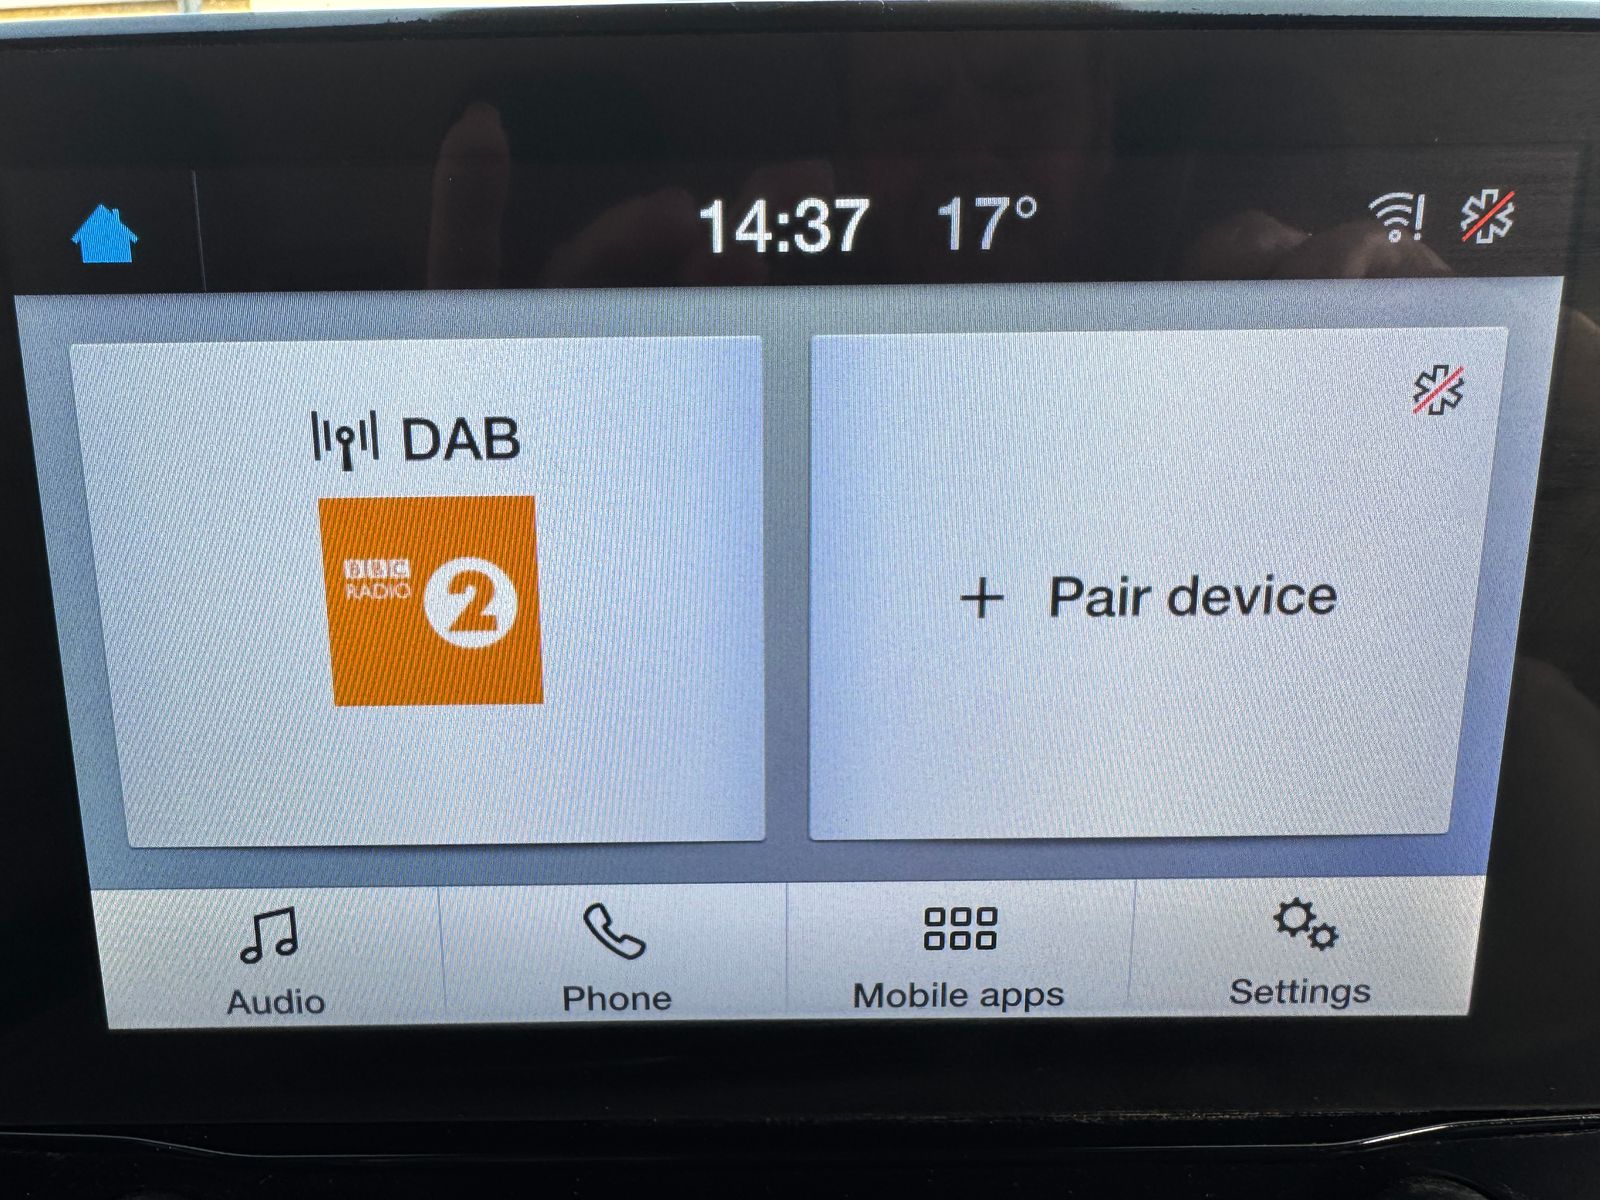 14:37 17°
DAB
BBC
RADIO
2
+ Pair device
Audio
Phone
Mobile apps
Settings